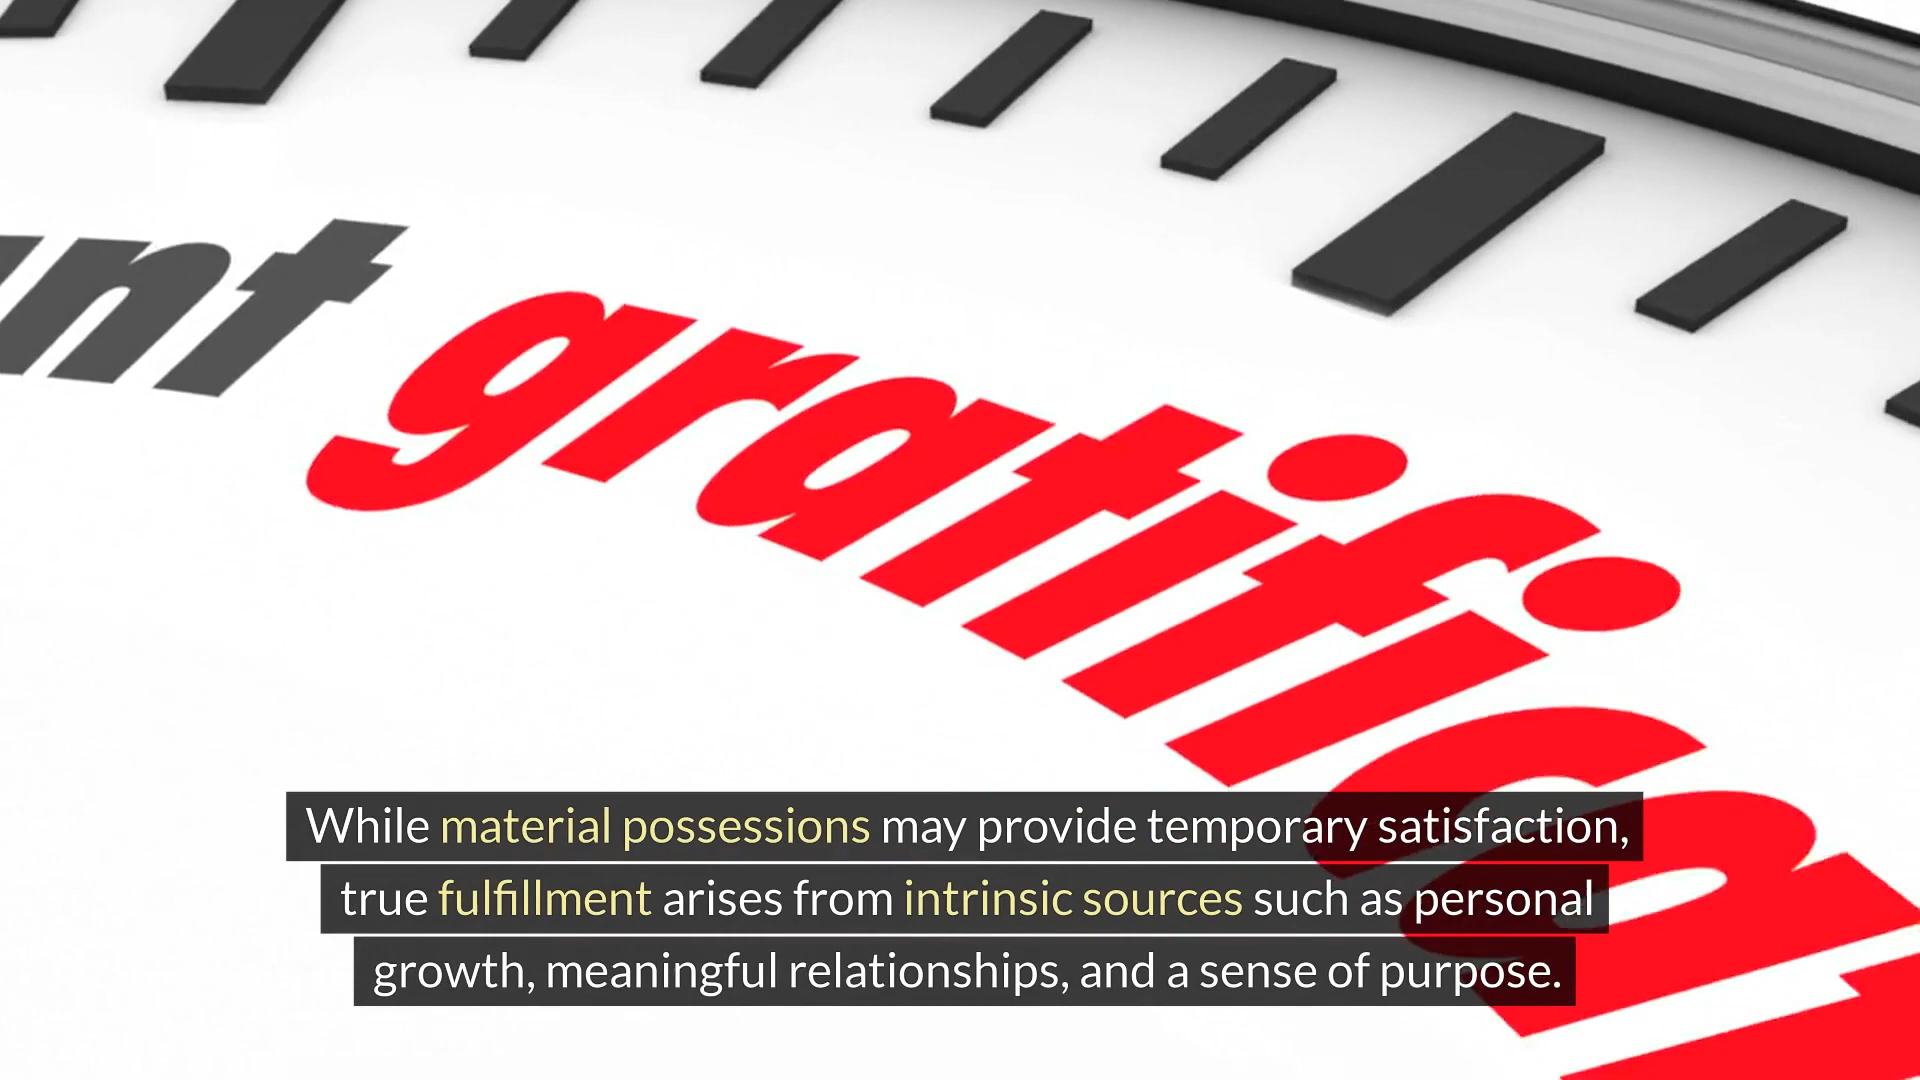 gratificat
While material possessions may provide temporary satisfaction,
true fulfillment arises from intrinsic sources such as personal
growth, meaningful relationships, and a sense of purpose.